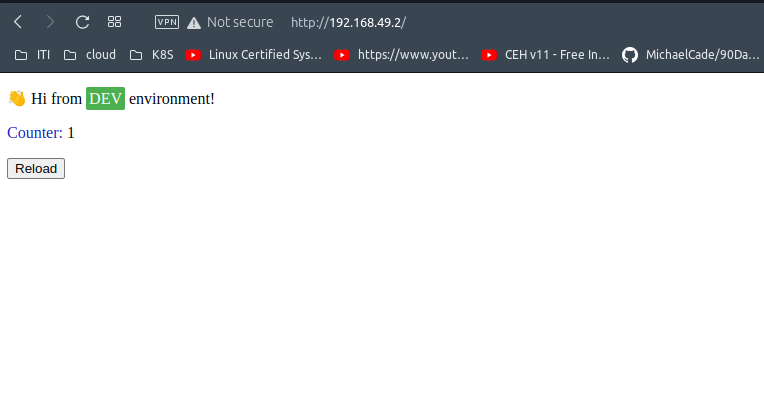 VPN Not secure http://192.168.49.2/
ITI cloud K8S Linux Certified Sys... https://www.yout... CEH v11 - Free In... MichaelCade/90Da...
👋 Hi from DEV environment!
Counter: 1
Reload